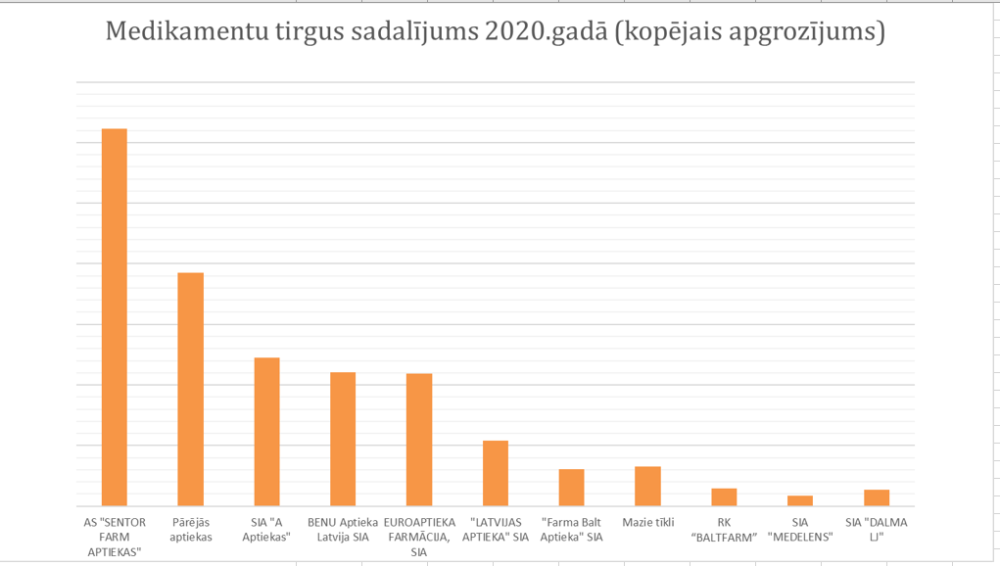 Medikamentu tirgus sadalījums 2020.gadā (kopējais apgrozījums)
AS "SENTOR
FARM
APTIEKAS"
Pārējās
aptiekas
SIA "A
Aptiekas"
BENU Aptieka
Latvija SIA
EUROAPTIEKA
FARMĀCIJA,
SIA
"LATVIJAS
APTIEKA" SIA
"Farma Balt
Aptieka" SIA
Mazie tīkli
RK
“BALTFARM”
SIA
"MEDELENS"
SIA "DALMA
LJ"